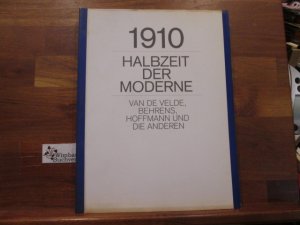 1910
HALBZEIT
DER
MODERNE
VAN DE VELDE,
BEHRENS,
HOFFMANN UND
DIE ANDEREN